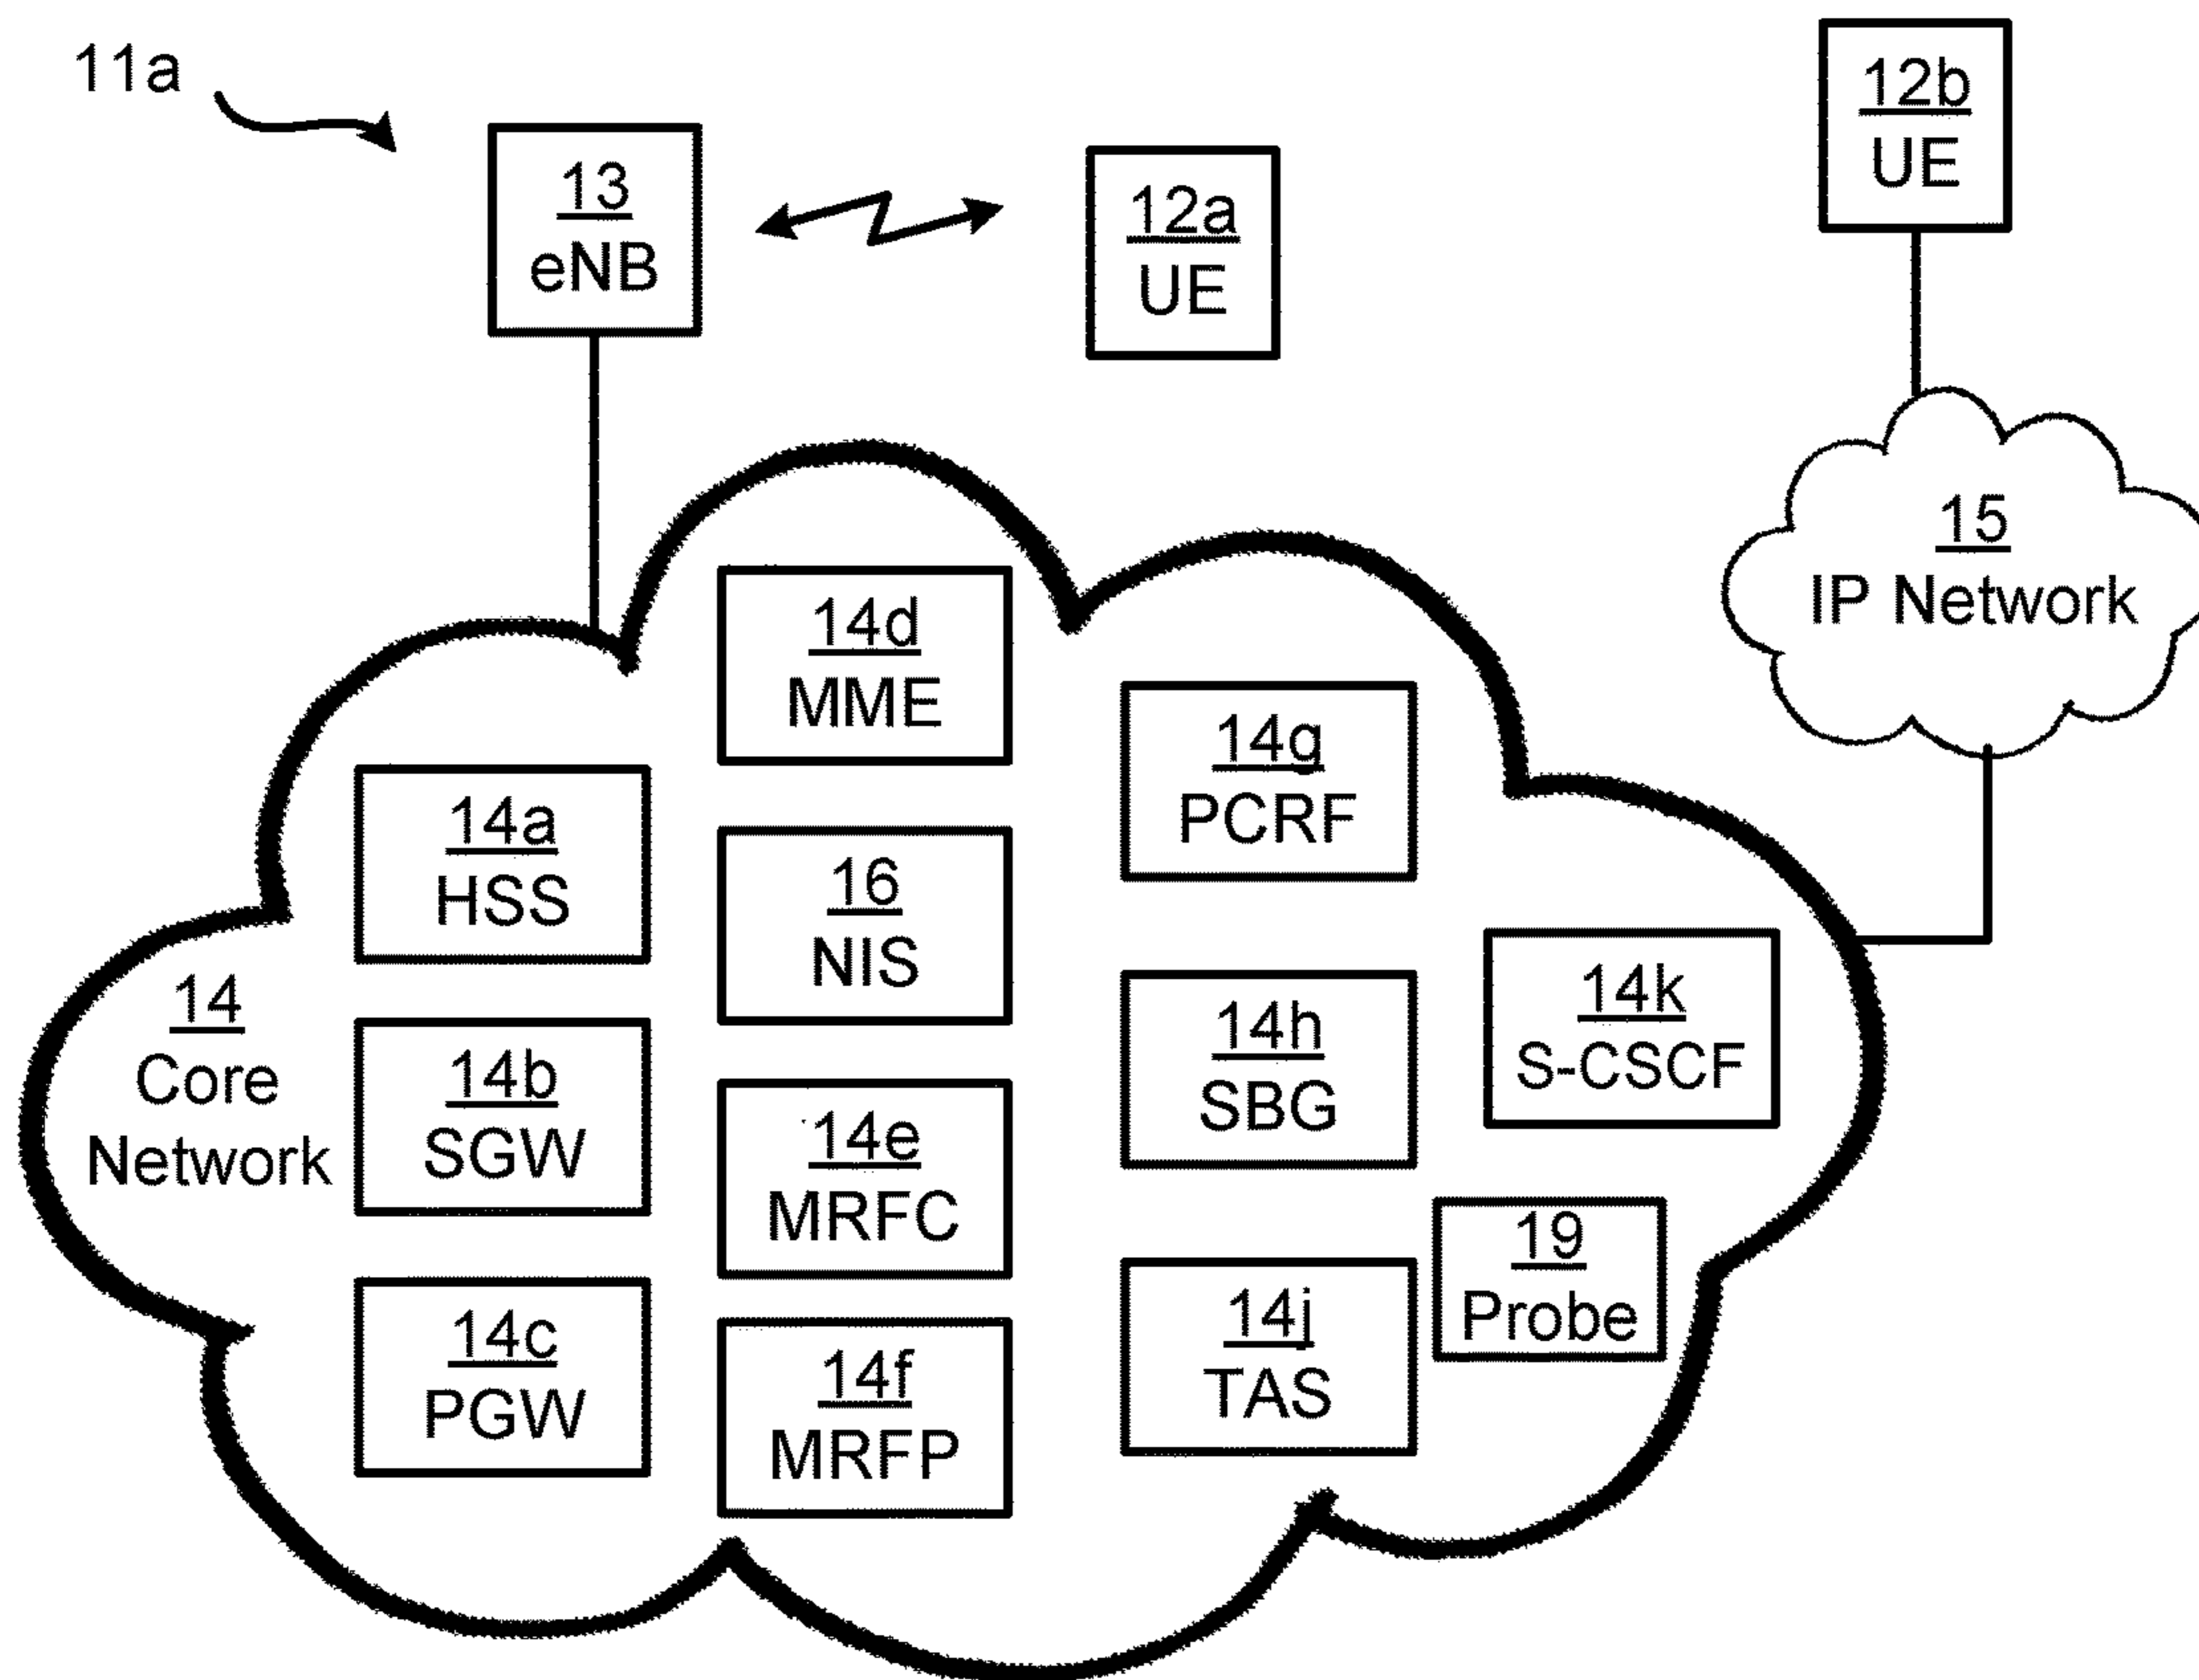 11a
13
eNB
12a
UE
12b
UE
15
IP Network
14
Core
Network
14a
HSS
14b
SGW
14c
PGW
14d
MME
16
NIS
14e
MRFC
14f
MRFP
14g
PCRF
14h
SBG
14j
TAS
14k
S-CSCF
19
Probe